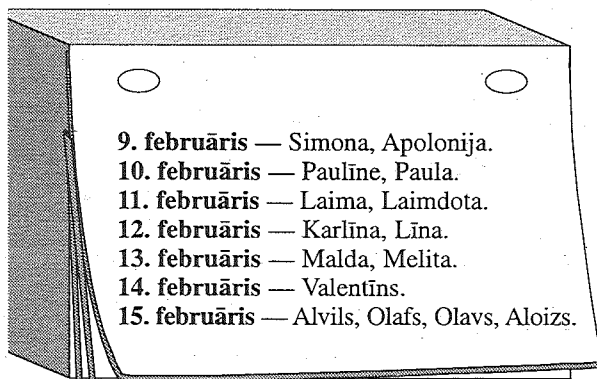 9. februāris — Simona, Apolonija.
10. februāris — Paulīne, Paula.
11. februāris — Laima, Laimdota.
12. februāris — Karlīna, Līna.
13. februāris — Malda, Melita.
14. februāris — Valentīns.
15. februāris — Alvils, Olafs, Olavs, Aloizs.